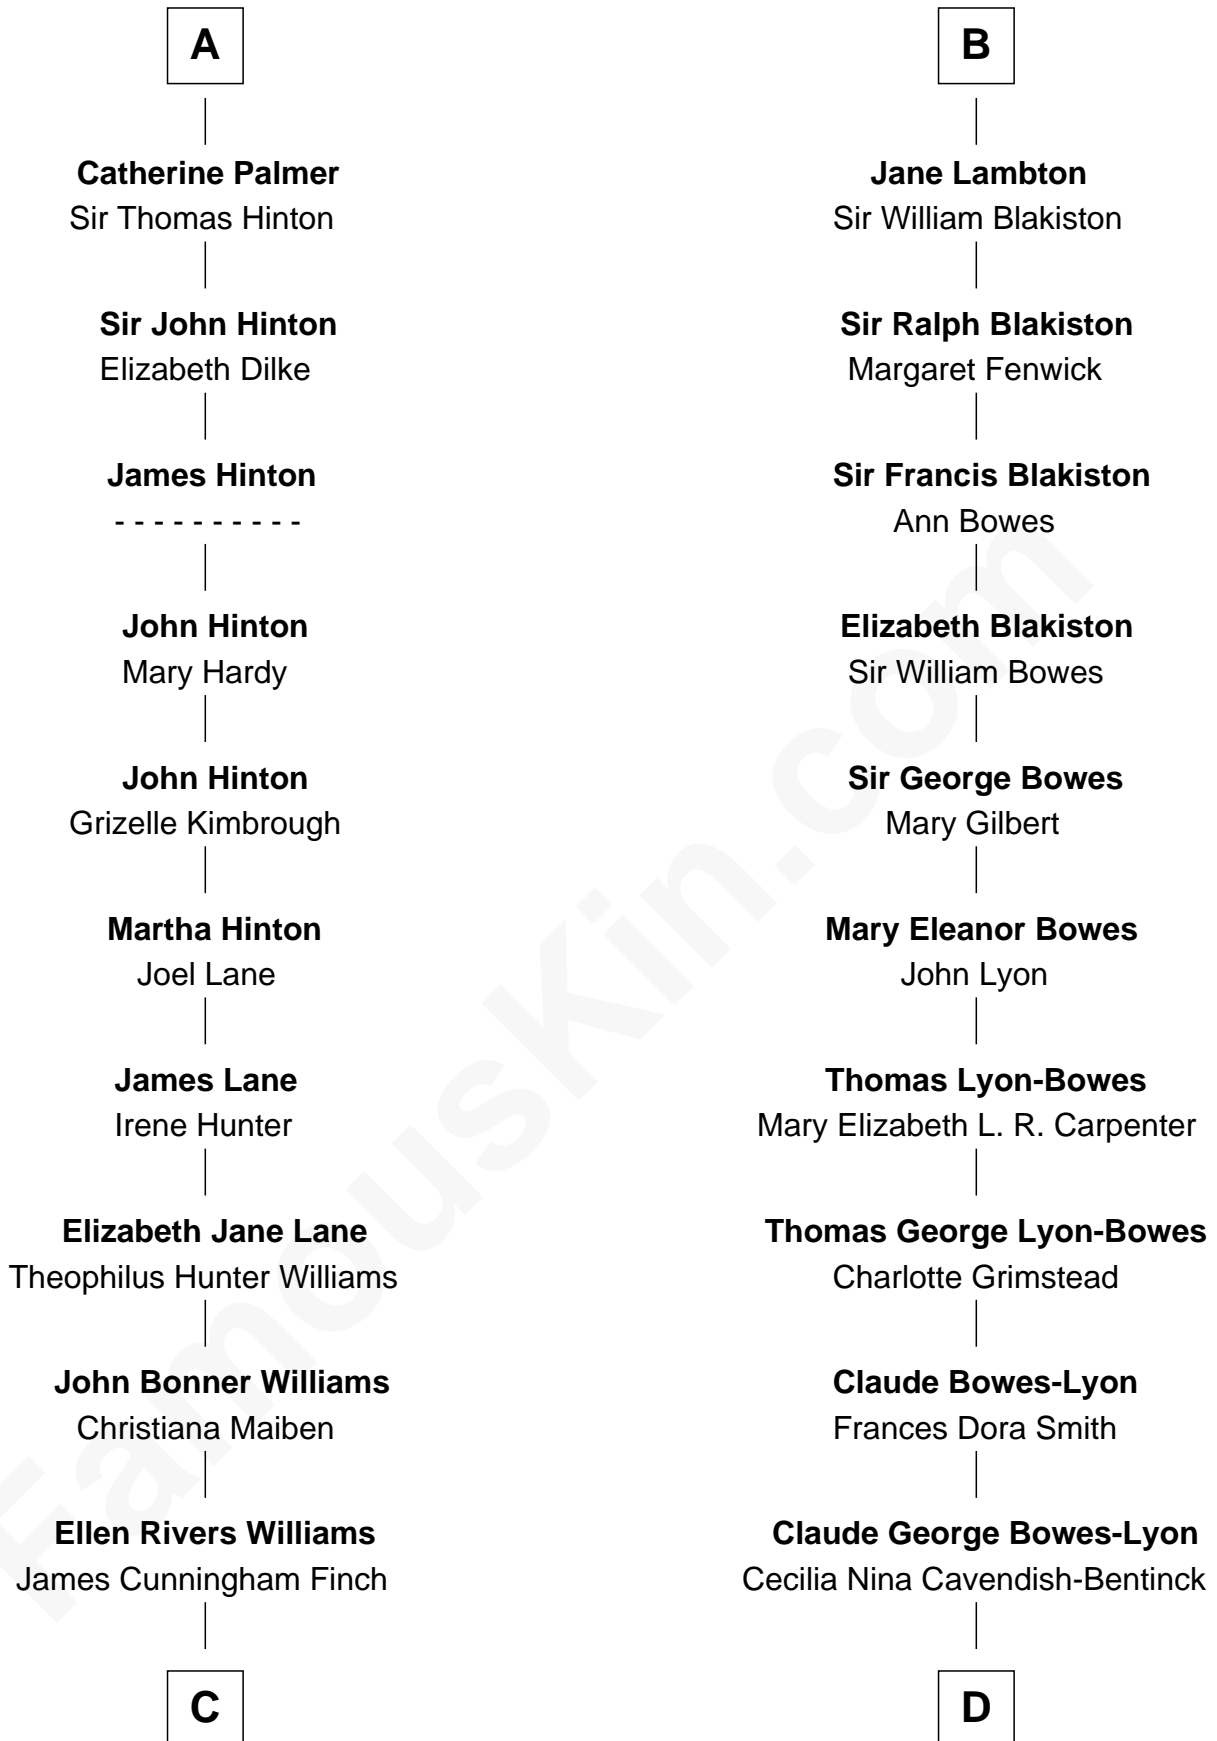 A
Catherine Palmer
Sir Thomas Hinton
Sir John Hinton
Elizabeth Dilke
James Hinton
- - - - - - - - - -
John Hinton
Mary Hardy
John Hinton
Grizelle Kimbrough
Martha Hinton
Joel Lane
James Lane
Irene Hunter
Elizabeth Jane Lane
Theophilus Hunter Williams
John Bonner Williams
Christiana Maiben
Ellen Rivers Williams
James Cunningham Finch
C
B
Jane Lambton
Sir William Blakiston
Sir Ralph Blakiston
Margaret Fenwick
Sir Francis Blakiston
Ann Bowes
Elizabeth Blakiston
Sir William Bowes
Sir George Bowes
Mary Gilbert
Mary Eleanor Bowes
John Lyon
Thomas Lyon-Bowes
Mary Elizabeth L. R. Carpenter
Thomas George Lyon-Bowes
Charlotte Grimstead
Claude Bowes-Lyon
Frances Dora Smith
Claude George Bowes-Lyon
Cecilia Nina Cavendish-Bentinck
D
FamousKin.com